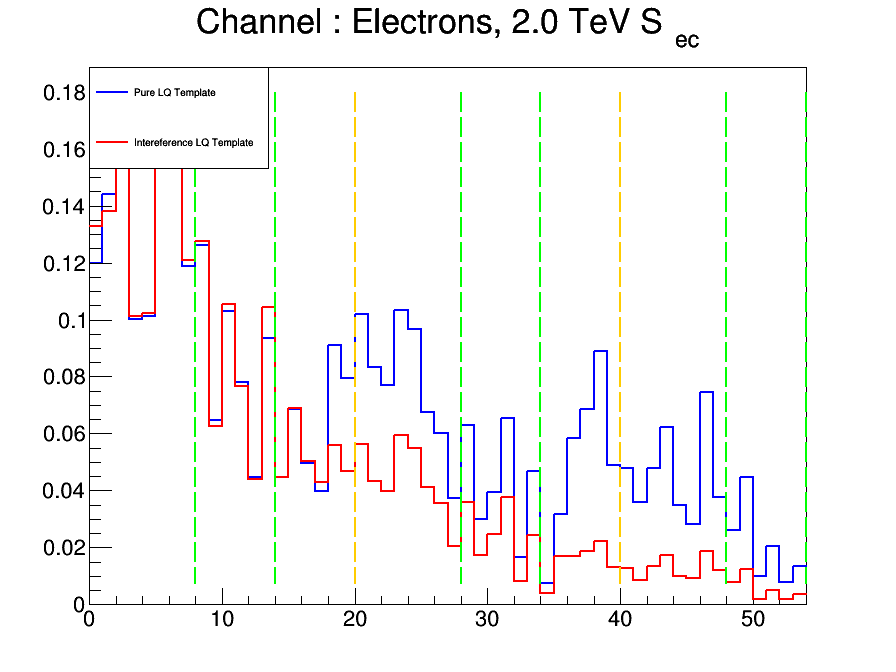 Channel : Electrons, 2.0 TeV S ec
Pure LQ Template
Intereference LQ Template
0.18
0.16
0.14
0.12
0.1
0.08
0.06
0.04
0.02
0
0 10 20 30 40 50